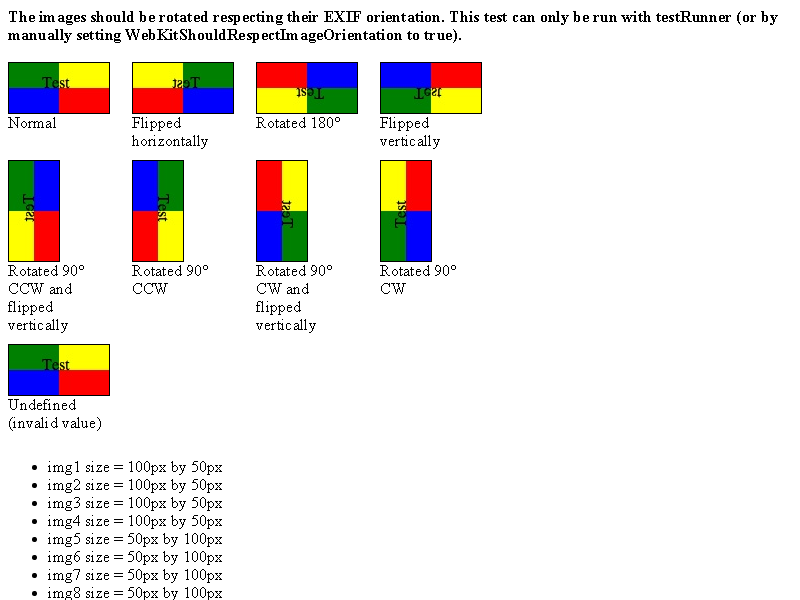 The images should be rotated respecting their EXIF orientation. This test can only be run with testRunner (or by
manually setting WebKitShouldRespectImageOrientation to true).
Test
Test
Test
Test
Normal
Flipped
horizontally
Rotated 180°
Flipped
vertically
Test
Test
Test
Test
Rotated 90°
CCW and
flipped
vertically
Rotated 90°
CCW
Rotated 90°
CW and
flipped
vertically
Rotated 90°
CW
Test
Undefined
(invalid value)
• img1 size = 100px by 50px
• img2 size = 100px by 50px
• img3 size = 100px by 50px
• img4 size = 100px by 50px
• img5 size = 50px by 100px
• img6 size = 50px by 100px
• img7 size = 50px by 100px
• img8 size = 50px by 100px